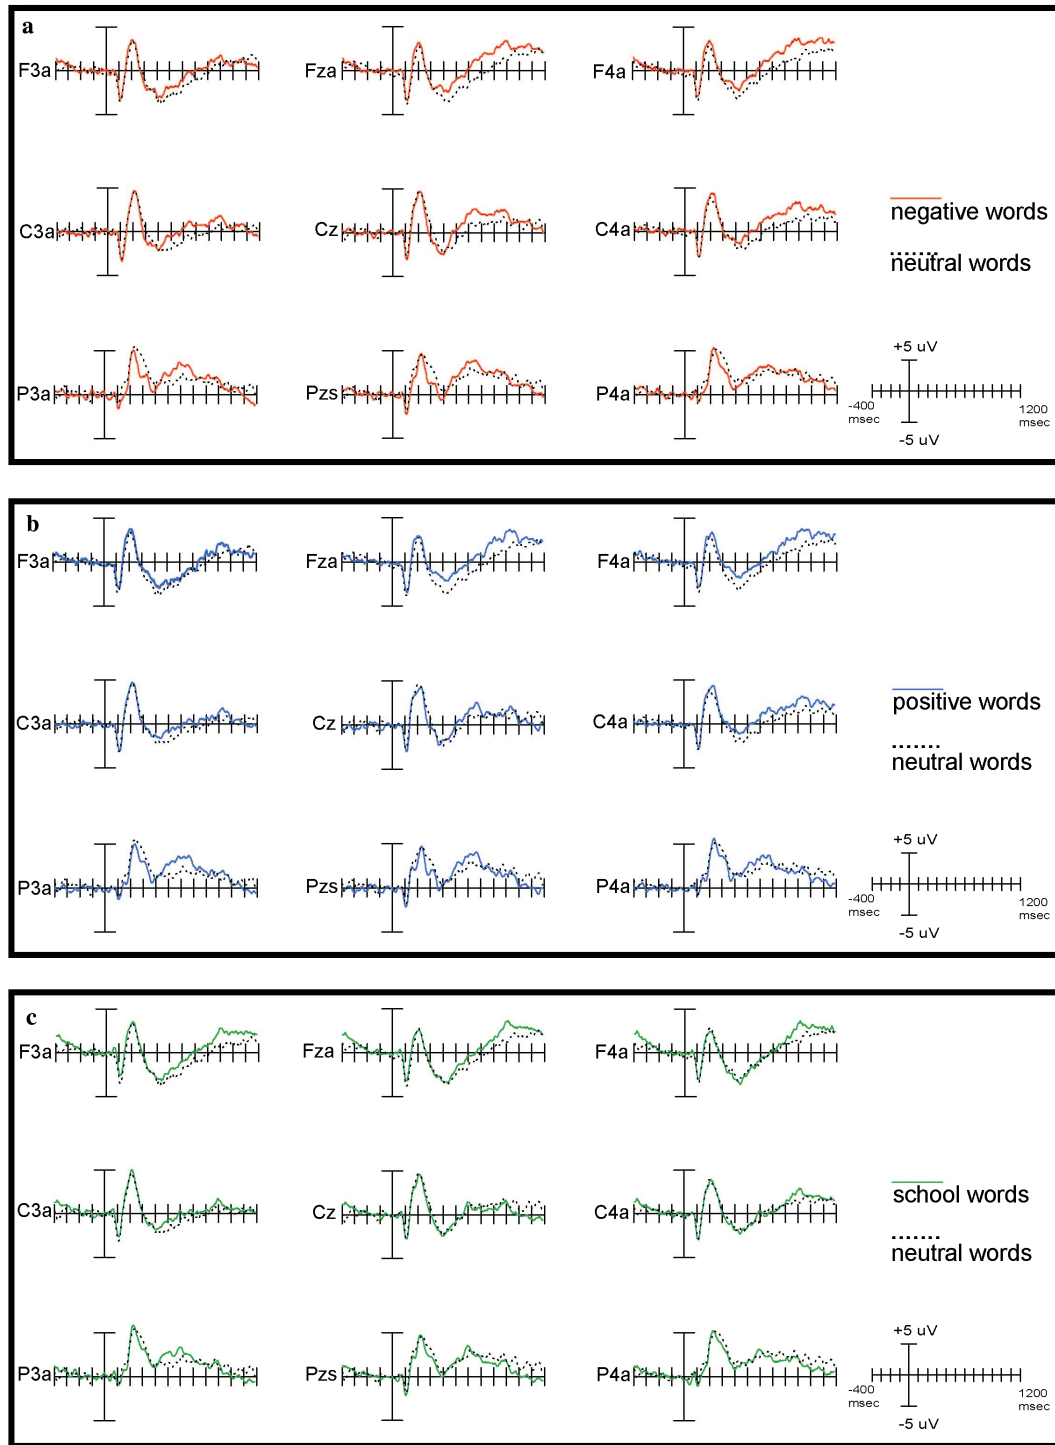 a
F3a
Fza
F4a
C3a
Cz
C4a
negative words
neutral words
P3a
Pzs
P4a
+5 uV
-400
msec
1200
msec
-5 uV
b
F3a
Fza
F4a
C3a
Cz
C4a
positive words
neutral words
P3a
Pzs
P4a
+5 uV
-400
msec
1200
msec
-5 uV
c
F3a
Fza
F4a
C3a
Cz
C4a
school words
neutral words
P3a
Pzs
P4a
+5 uV
-400
msec
1200
msec
-5 uV